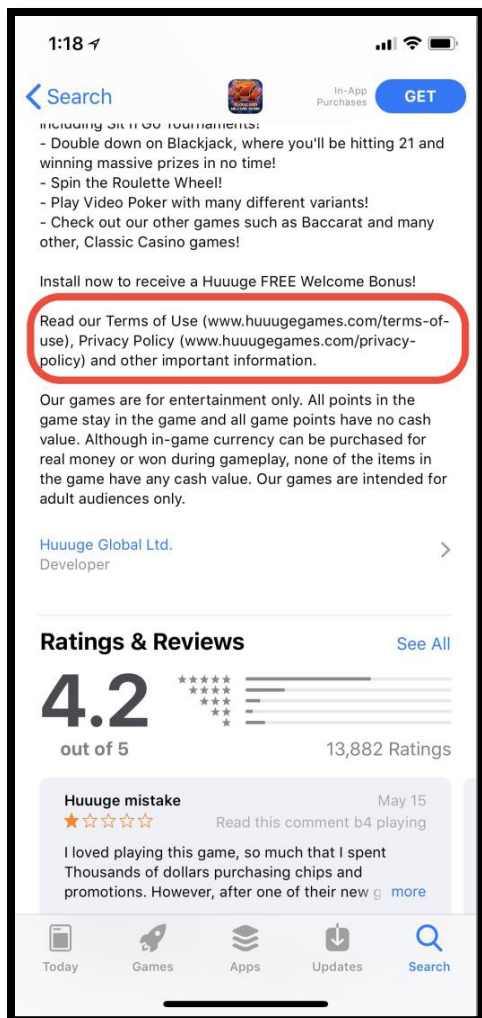 1:18
Search
In-App
Purchases
GET
including Sit n Go Tournaments!
- Double down on Blackjack, where you'll be hitting 21 and
winning massive prizes in no time!
- Spin the Roulette Wheel!
- Play Video Poker with many different variants!
- Check out our other games such as Baccarat and many
other, Classic Casino games!
Install now to receive a Huuuge FREE Welcome Bonus!
Read our Terms of Use (www.huuugegames.com/terms-of-
use), Privacy Policy (www.huuugegames.com/privacy-
policy) and other important information.
Our games are for entertainment only. All points in the
game stay in the game and all game points have no cash
value. Although in-game currency can be purchased for
real money or won during gameplay, none of the items in
the game have any cash value. Our games are intended for
adult audiences only.
Huuuge Global Ltd.
Developer
Ratings & Reviews
See All
4.2
out of 5
13,882 Ratings
Huuuge mistake
May 15
Read this comment b4 playing
I loved playing this game, so much that I spent
Thousands of dollars purchasing chips and
promotions. However, after one of their new g more
Today
Games
Apps
Updates
Search